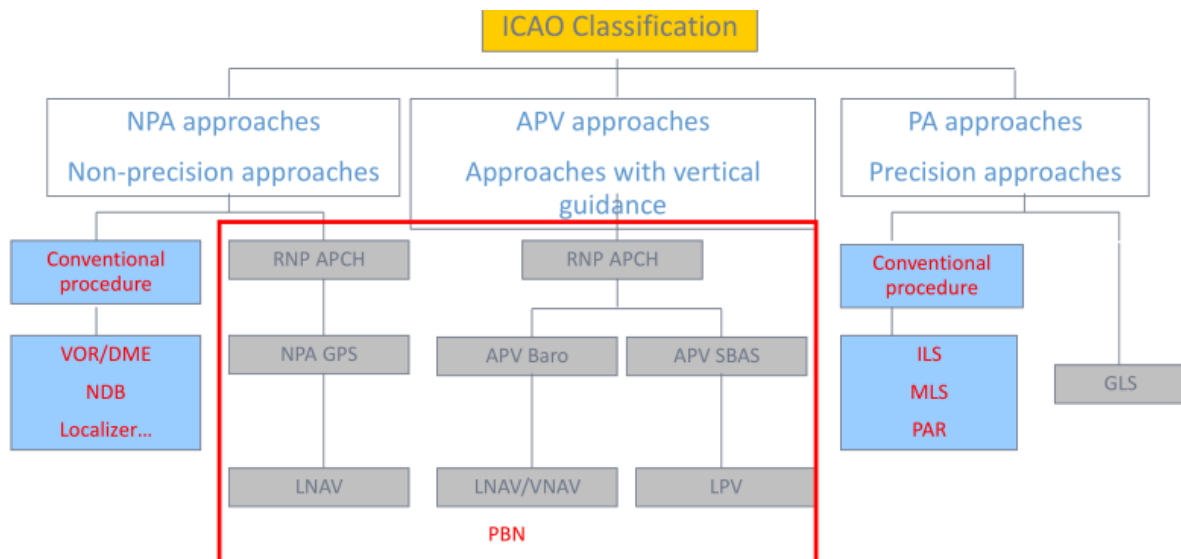 ICAO Classification
NPA approaches
Non-precision approaches
APV approaches
Approaches with vertical
guidance
PA approaches
Precision approaches
Conventional
procedure
RNP APCH
RNP APCH
Conventional
procedure
VOR/DME
NDB
Localizer...
NPA GPS
APV Baro
APV SBAS
ILS
MLS
PAR
GLS
LNAV
LNAV/VNAV
LPV
PBN